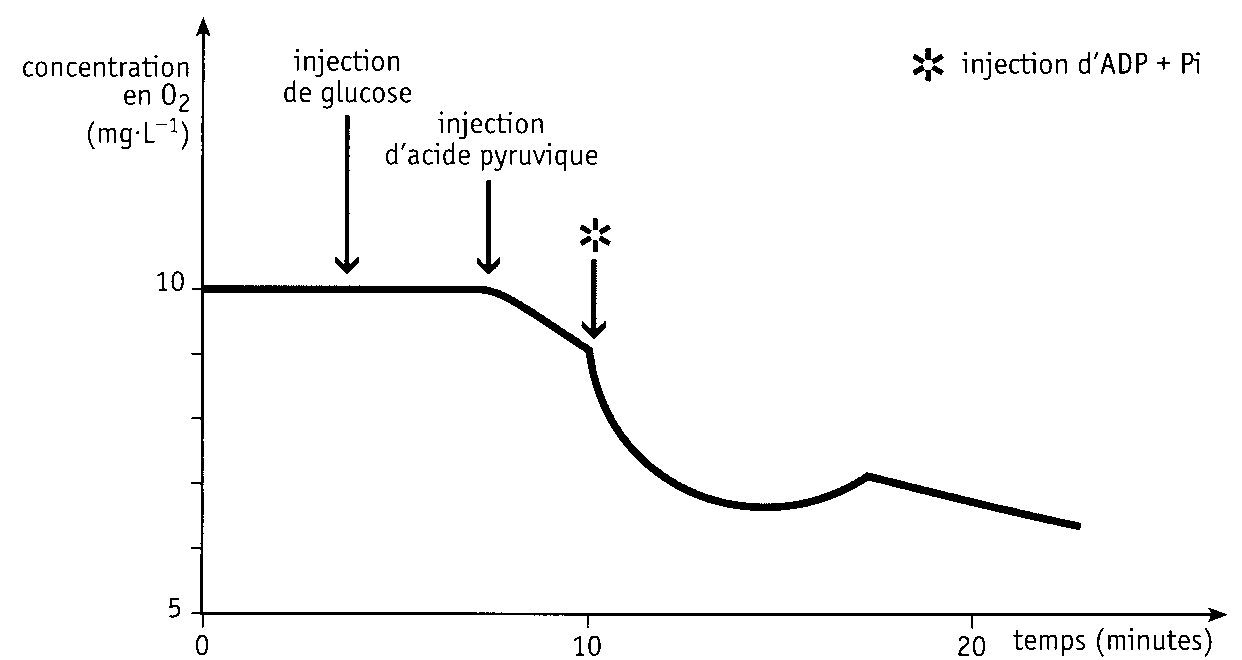 concentration
en O₂
(mg·L⁻¹)
injection
de glucose
injection
d'acide pyruvique
✲
✲ injection d'ADP + Pi
10
5
0
10
20
temps (minutes)